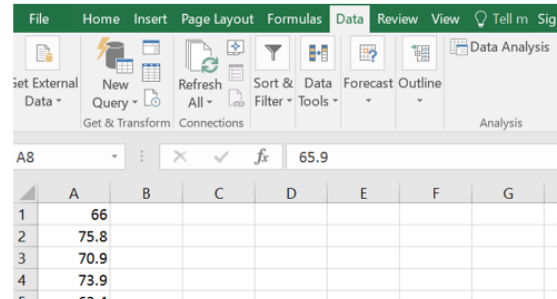 File Home Insert Page Layout Formulas Data Review View Tell m Sig
Get External Data
New Query
Refresh All
Sort & Filter
Data Tools
Forecast
Outline
Data Analysis
Get & Transform
Connections
Analysis
A8 fx 65.9
A B C D E F G
1 66
2 75.8
3 70.9
4 73.9